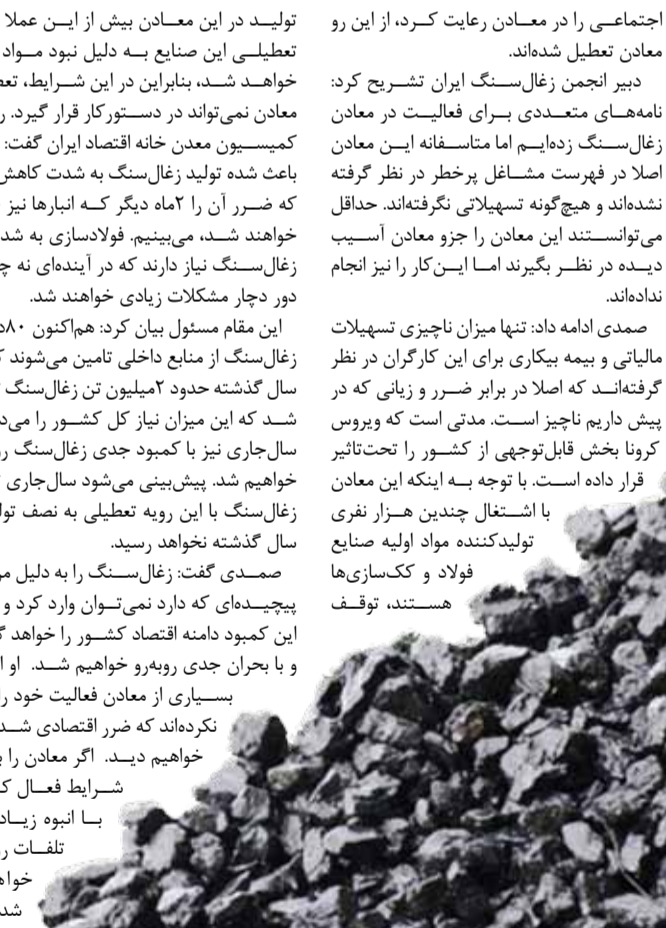 اجتماعی را در معادن رعایت کرد، از این رو
معادن تعطیل شده‌اند.
دبیر انجمن زغال‌سنگ ایران تشریح کرد:
نامه‌های متعددی برای فعالیت در معادن
زغال‌سنگ زده‌ایم اما متاسفانه این معادن
اصلا در فهرست مشاغل پرخطر در نظر گرفته
نشده‌اند و هیچ‌گونه تسهیلاتی نگرفته‌اند. حداقل
می‌توانستند این معادن را جزو معادن آسیب
دیده در نظر بگیرند اما این‌کار را نیز انجام
نداده‌اند.
صمدی ادامه داد: تنها میزان ناچیزی تسهیلات
مالیاتی و بیمه بیکاری برای این کارگران در نظر
گرفته‌اند که اصلا در برابر ضرر و زیانی که در
پیش داریم ناچیز است. مدتی است که ویروس
کرونا بخش قابل‌توجهی از کشور را تحت‌تاثیر
قرار داده است. با توجه به اینکه این معادن
با اشتغال چندین هزار نفری
تولیدکننده مواد اولیه صنایع
فولاد و کک‌سازی‌ها
هستند، توقف
تولید در این معادن بیش از این عملا
تعطیلی این صنایع به دلیل نبود مواد
خواهد شد، بنابراین در این شرایط،
معادن نمی‌تواند در دستورکار قرار گیرد.
کمیسیون معدن خانه اقتصاد ایران گفت:
باعث شده تولید زغال‌سنگ به شدت کاهش
که ضرر آن را ۲ماه دیگر که انبارها نیز
خواهند شد، می‌بینیم. فولادسازی به
زغال‌سنگ نیاز دارند که در آینده‌ای نه
دور دچار مشکلات زیادی خواهند شد.
این مقام مسئول بیان کرد: هم‌اکنون
زغال‌سنگ از منابع داخلی تامین می‌شوند
سال گذشته حدود ۲میلیون تن زغال‌سنگ
شد که این میزان نیاز کل کشور را
سال‌جاری نیز با کمبود جدی زغال‌سنگ
خواهیم شد. پیش‌بینی می‌شود سال‌جاری
زغال‌سنگ با این رویه تعطیلی به نصف
سال گذشته نخواهد رسید.
صمدی گفت: زغال‌سنگ را به دلیل
پیچیده‌ای که دارد نمی‌توان وارد کرد و
این کمبود دامنه اقتصاد کشور را خواهد
و با بحران جدی روبه‌رو خواهیم شد. او
بسیاری از معادن فعالیت خود را
نکرده‌اند که ضرر اقتصادی
خواهیم دید. اگر معادن را
شرایط فعال
با انبوه
تلفات